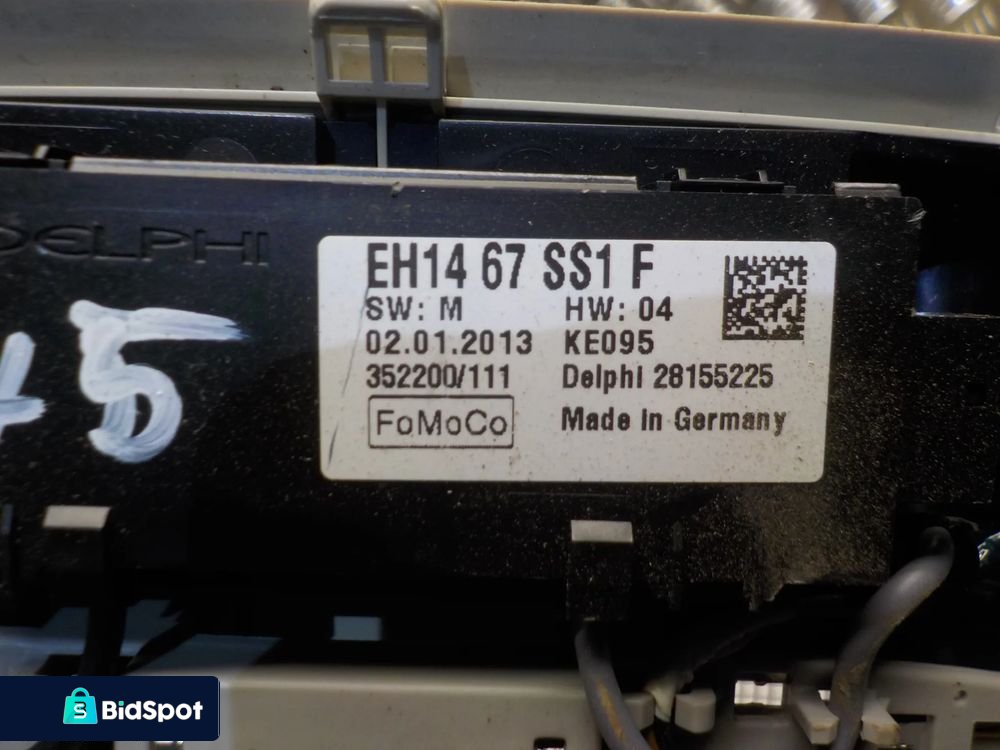 DELPHI
EH14 67 SS1 F
SW: M HW: 04
02.01.2013 KE095
352200/111 Delphi 28155225
FoMoCo Made in Germany
45
BidSpot